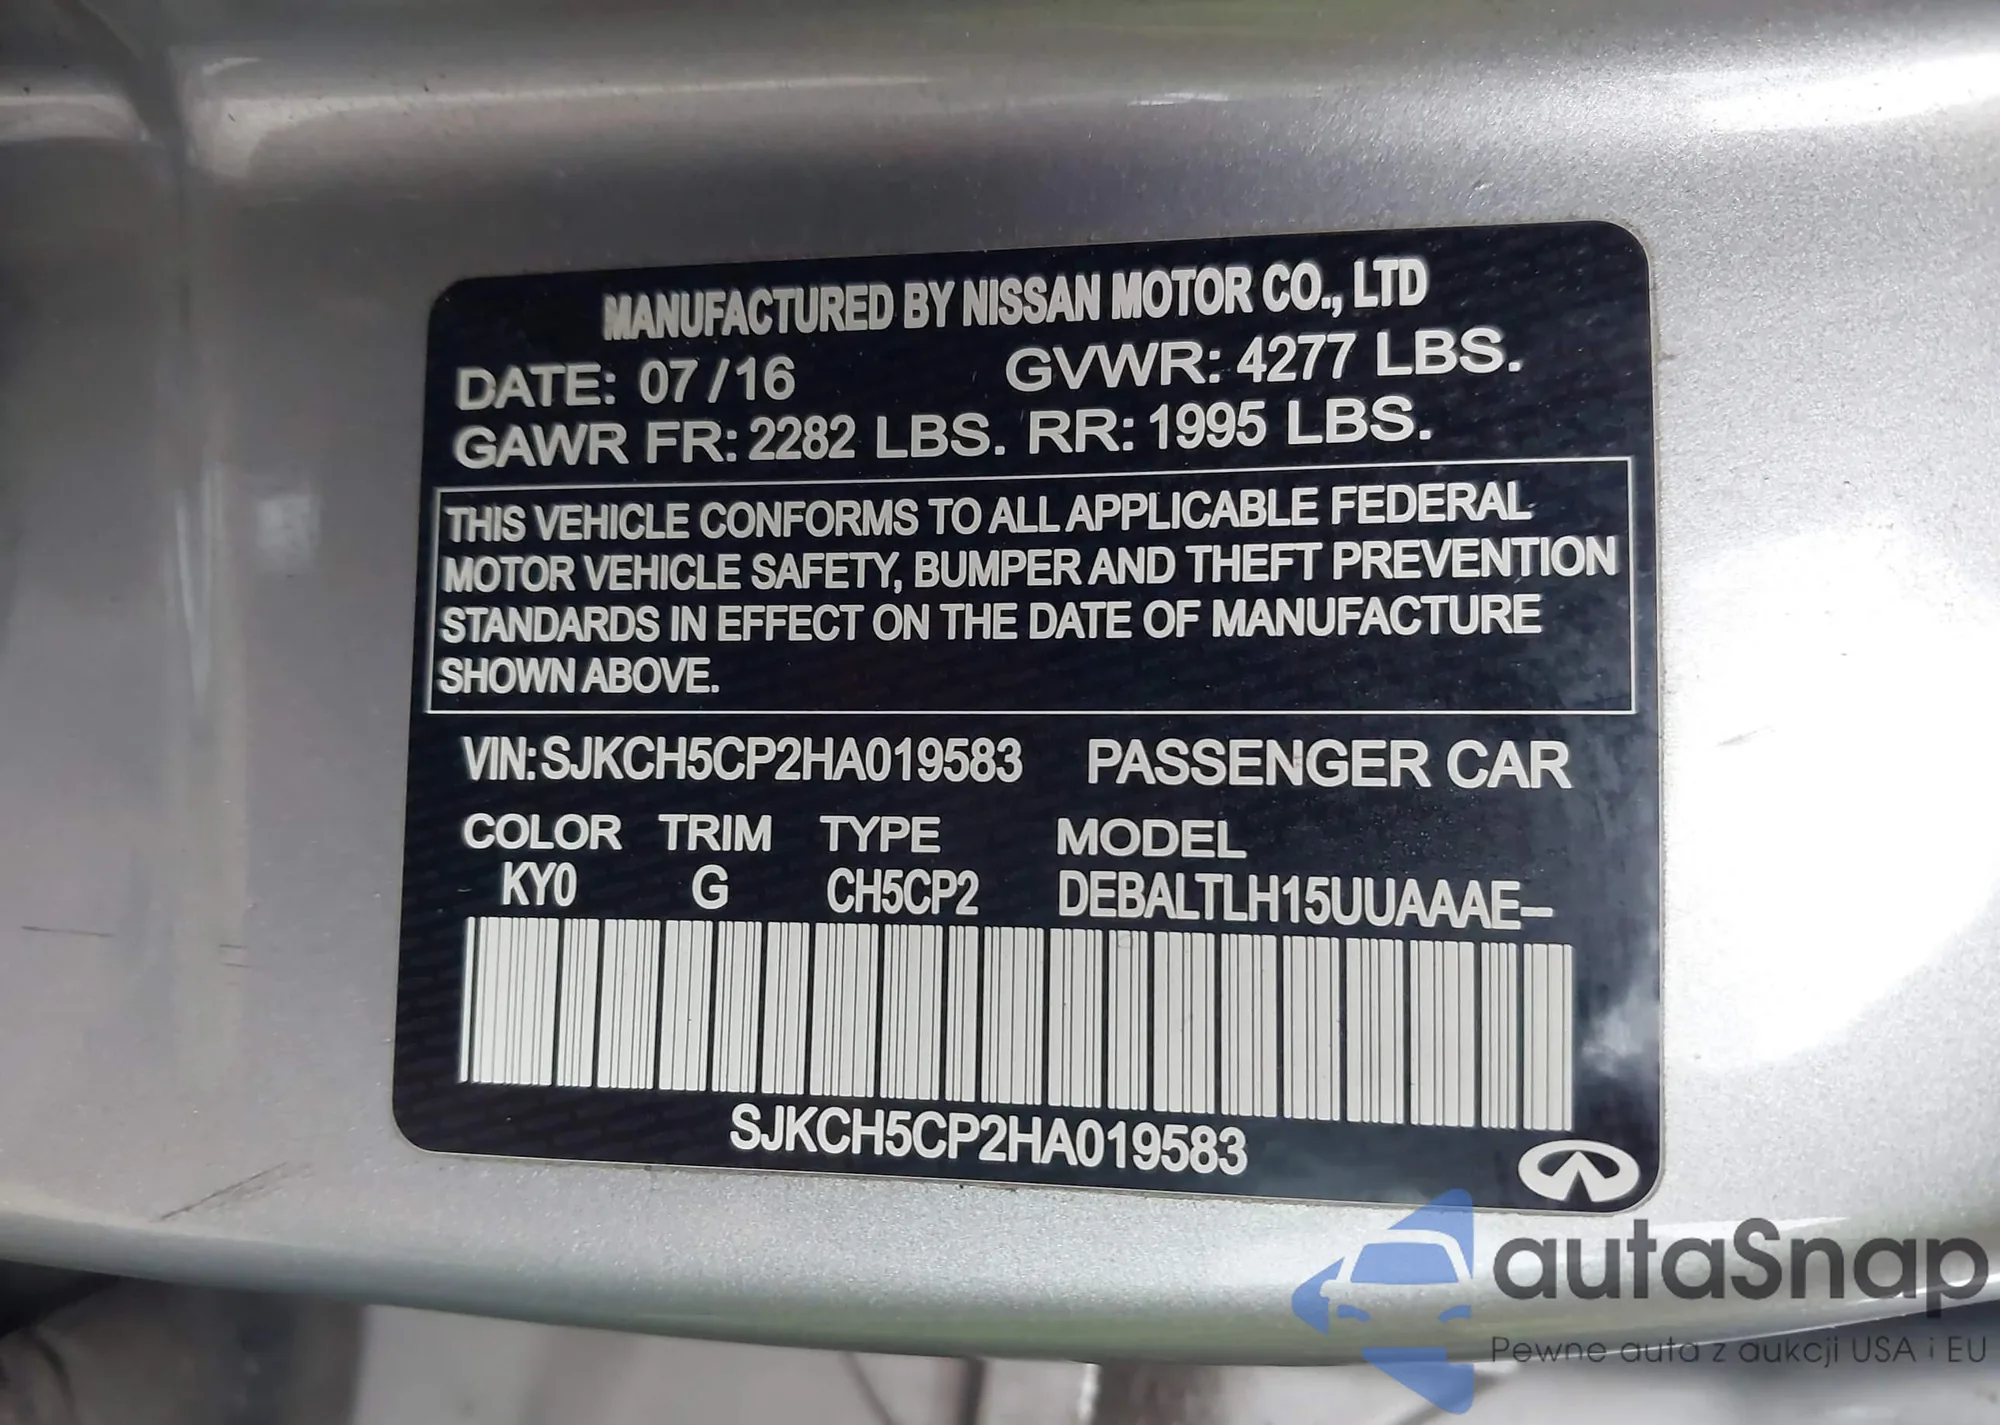 MANUFACTURED BY NISSAN MOTOR CO., LTD
DATE: 07/16 GVWR: 4277 LBS.
GAWR FR: 2282 LBS. RR: 1995 LBS.
THIS VEHICLE CONFORMS TO ALL APPLICABLE FEDERAL
MOTOR VEHICLE SAFETY, BUMPER AND THEFT PREVENTION
STANDARDS IN EFFECT ON THE DATE OF MANUFACTURE
SHOWN ABOVE.
VIN: SJKCH5CP2HA019583 PASSENGER CAR
COLOR TRIM TYPE MODEL
KY0 G CH5CP2 DEBALTLH15UUAAAE-
SJKCH5CP2HA019583
autaSnap
Pewne auta z aukcji USA i EU